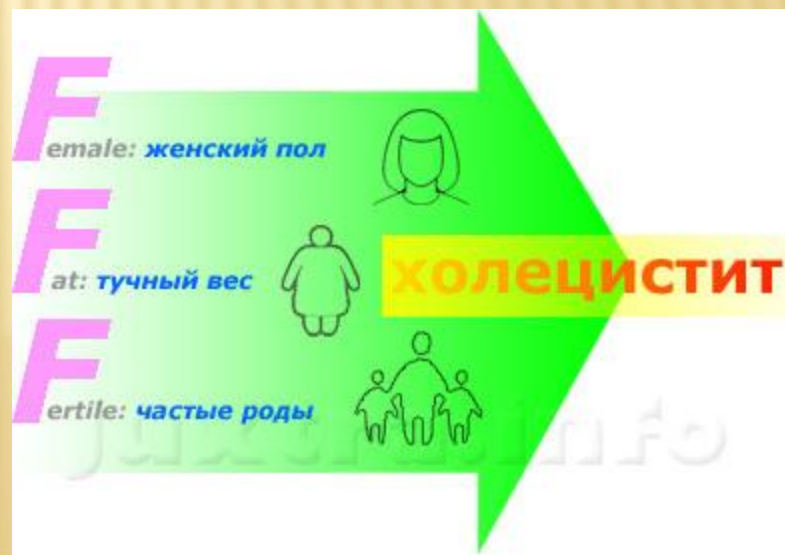 Female: женский пол
Fat: тучный вес
холецистит
Fertile: частые роды